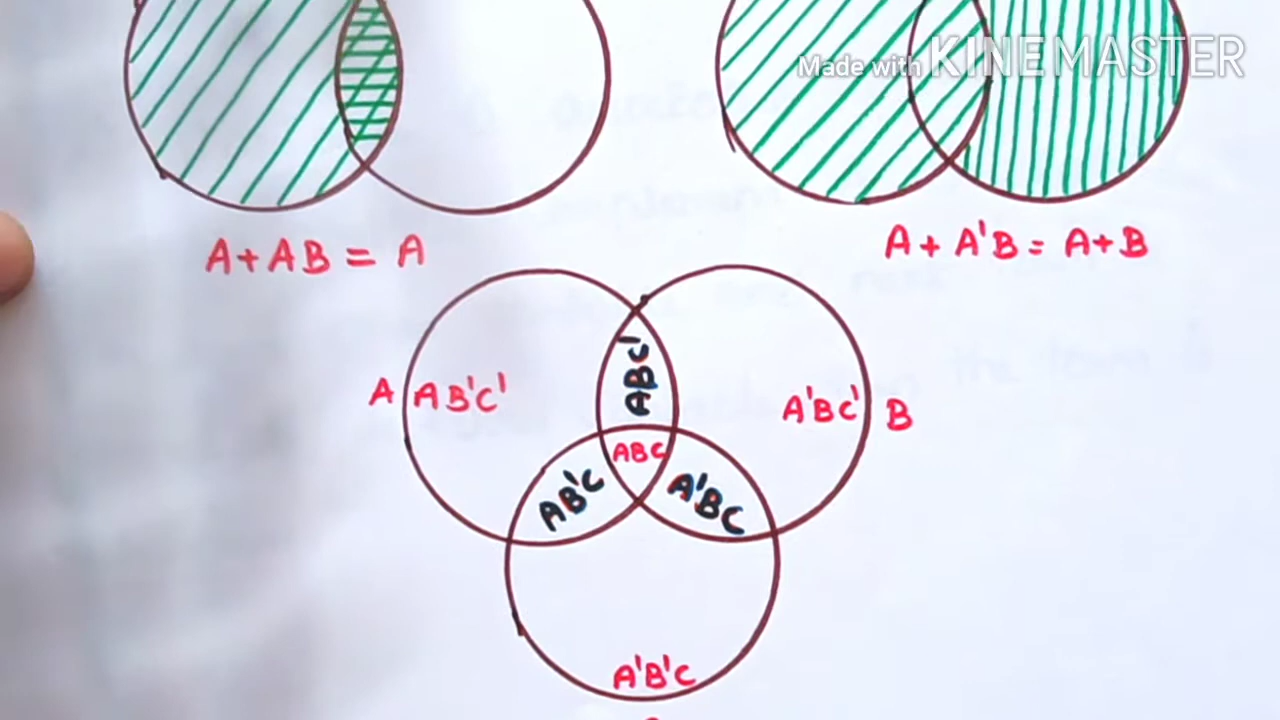 Made with KINEMASTER
A + AB = A
A + A'B = A+B
A
AB'C'
ABC'
A'BC'
B
ABC
AB'C
A'BC
A'B'C